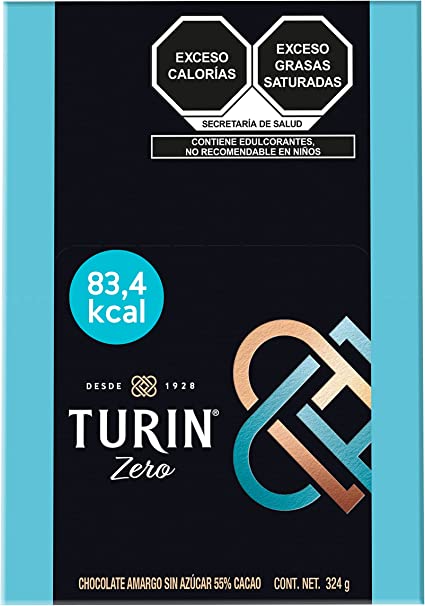 EXCESO
CALORÍAS
EXCESO
GRASAS
SATURADAS
SECRETARÍA DE SALUD
CONTIENE EDULCORANTES,
NO RECOMENDABLE EN NIÑOS
83,4
kcal
DESDE 1928
TURIN®
Zero
CHOCOLATE AMARGO SIN AZÚCAR 55% CACAO CONT. NET. 324 g